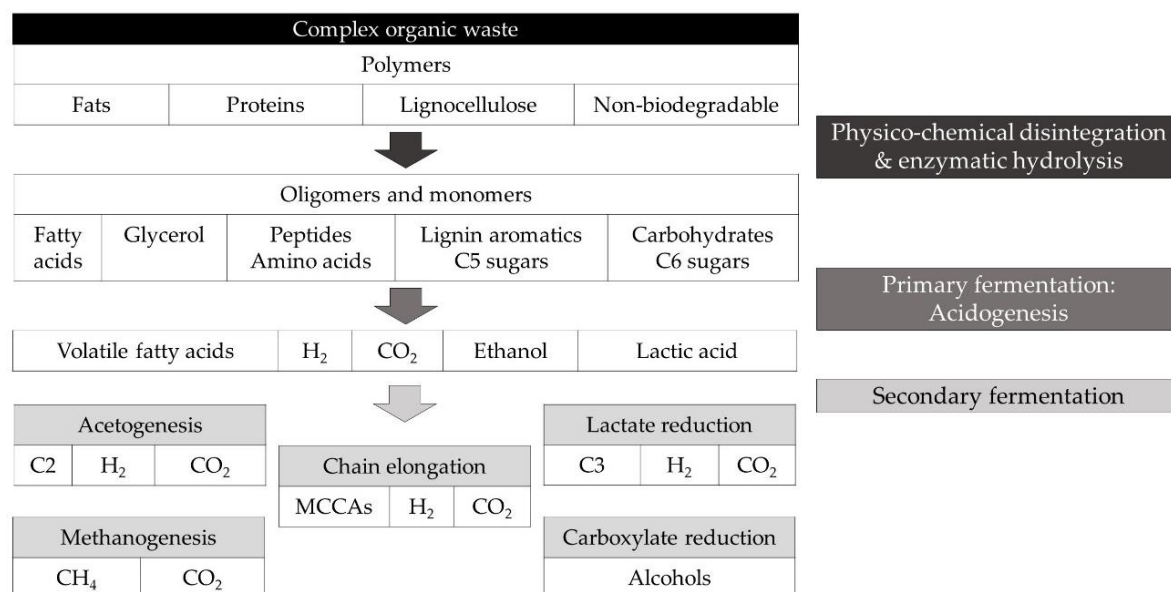 Complex organic waste
Polymers
Fats Proteins Lignocellulose Non-biodegradable
Physico-chemical disintegration
& enzymatic hydrolysis
Oligomers and monomers
Fatty
acids
Glycerol
Peptides
Amino acids
Lignin aromatics
C5 sugars
Carbohydrates
C6 sugars
Primary fermentation:
Acidogenesis
Volatile fatty acids H₂ CO₂ Ethanol Lactic acid
Secondary fermentation
Acetogenesis
C2 H₂ CO₂
Chain elongation
MCCAs H₂ CO₂
Lactate reduction
C3 H₂ CO₂
Methanogenesis
CH₄ CO₂
Carboxylate reduction
Alcohols